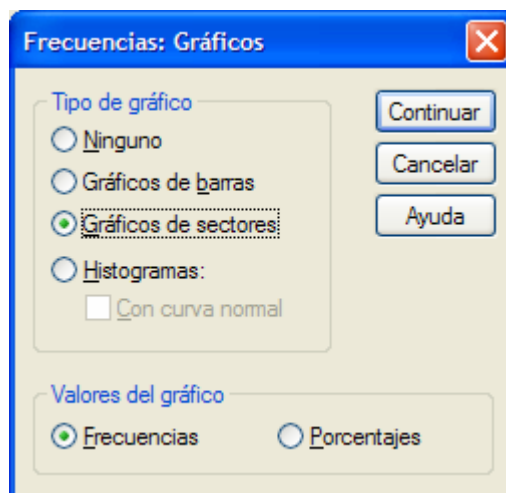 Frecuencias: Gráficos
Tipo de gráfico
Ninguno
Gráficos de barras
Gráficos de sectores
Histogramas:
Con curva normal
Continuar
Cancelar
Ayuda
Valores del gráfico
Frecuencias
Porcentajes